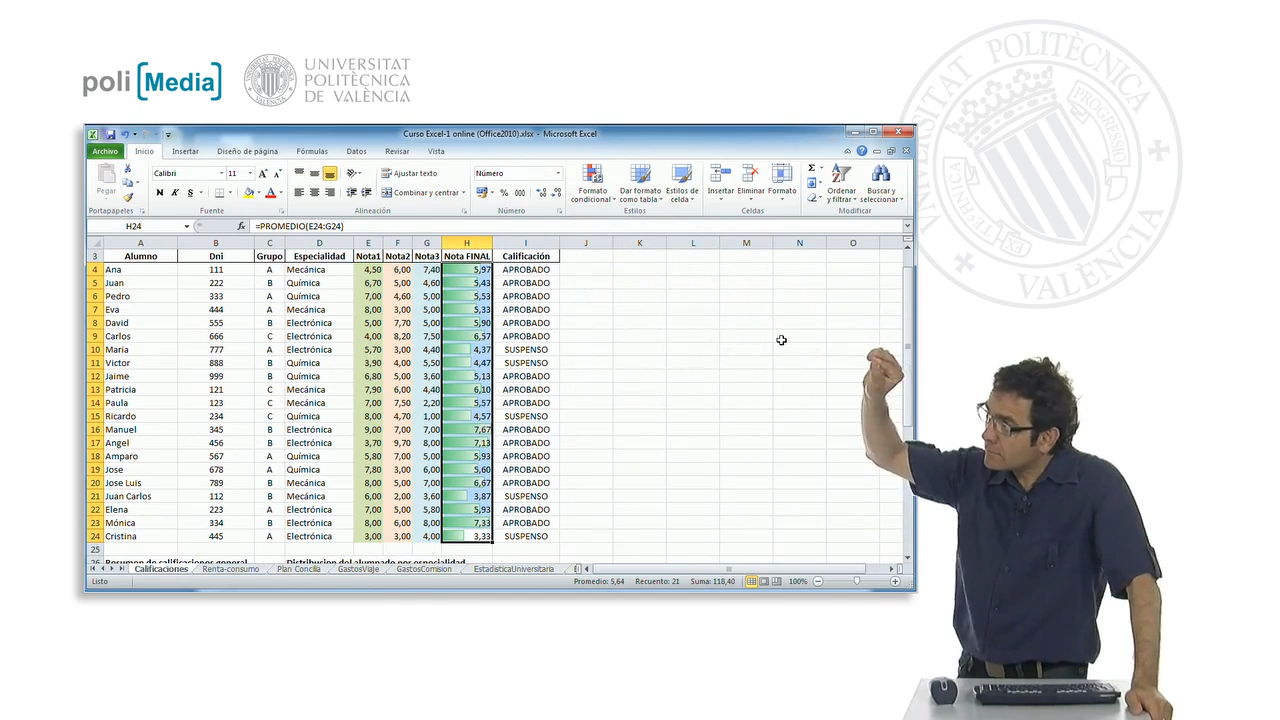 poli [Media]
UNIVERSITAT
POLITÈCNICA
DE VALÈNCIA
UNIVERSITAT POLITÈCNICA
DE VALÈNCIA
Curso Excel-1 online (Office2010).xlsx - Microsoft Excel
Archivo Inicio Insertar Diseño de página Fórmulas Datos Revisar Vista
Pegar Calibri 11 Ajustar texto Número Formato condicional Dar formato como tabla Estilos de celda Insertar Eliminar Formato Ordenar y filtrar Buscar y seleccionar
N K S Combinar y centrar % 000
Portapapeles Fuente Alineación Número Estilos Celdas Modificar
H24 fx =PROMEDIO(E24:G24)
A B C D E F G H I J K L M N O
3 Alumno Dni Grupo Especialidad Nota1 Nota2 Nota3 Nota FINAL Calificación
4 Ana 111 A Mecánica 4,50 6,00 7,40 5,97 APROBADO
5 Juan 222 B Química 6,70 5,00 4,60 5,43 APROBADO
6 Pedro 333 A Química 7,00 4,60 5,00 5,53 APROBADO
7 Eva 444 A Mecánica 8,00 3,00 5,00 5,33 APROBADO
8 David 555 B Electrónica 5,00 7,70 5,00 5,90 APROBADO
9 Carlos 666 C Electrónica 4,00 8,20 7,50 6,57 APROBADO
10 Maria 777 A Electrónica 5,70 3,00 4,40 4,37 SUSPENSO
11 Victor 888 B Química 3,90 4,00 5,50 4,47 SUSPENSO
12 Jaime 999 B Química 6,80 5,00 3,60 5,13 APROBADO
13 Patricia 121 C Mecánica 7,90 6,00 4,40 6,10 APROBADO
14 Paula 123 C Mecánica 7,00 7,50 2,20 5,57 APROBADO
15 Ricardo 234 C Química 8,00 4,70 1,00 4,57 SUSPENSO
16 Manuel 345 B Electrónica 9,00 7,00 7,00 7,67 APROBADO
17 Angel 456 B Electrónica 3,70 9,70 8,00 7,13 APROBADO
18 Amparo 567 A Química 5,80 7,00 5,00 5,93 APROBADO
19 Jose 678 A Química 7,80 3,00 6,00 5,60 APROBADO
20 Jose Luis 789 B Mecánica 8,00 5,00 7,00 6,67 APROBADO
21 Juan Carlos 112 B Mecánica 6,00 2,00 3,60 3,87 SUSPENSO
22 Elena 223 A Mecánica 7,00 5,00 5,80 5,93 APROBADO
23 Mónica 334 B Electrónica 8,00 6,00 8,00 7,33 APROBADO
24 Cristina 445 A Electrónica 3,00 3,00 4,00 3,33 SUSPENSO
25
26 Resumen de calificaciones general Distribucion del alumnado por especialidad
Calificaciones Renta-consumo Plan Concilia GastosViaje GastosComision EstadisticaUniversitaria
Listo Promedio: 5,64 Recuento: 21 Suma: 118,40 100%